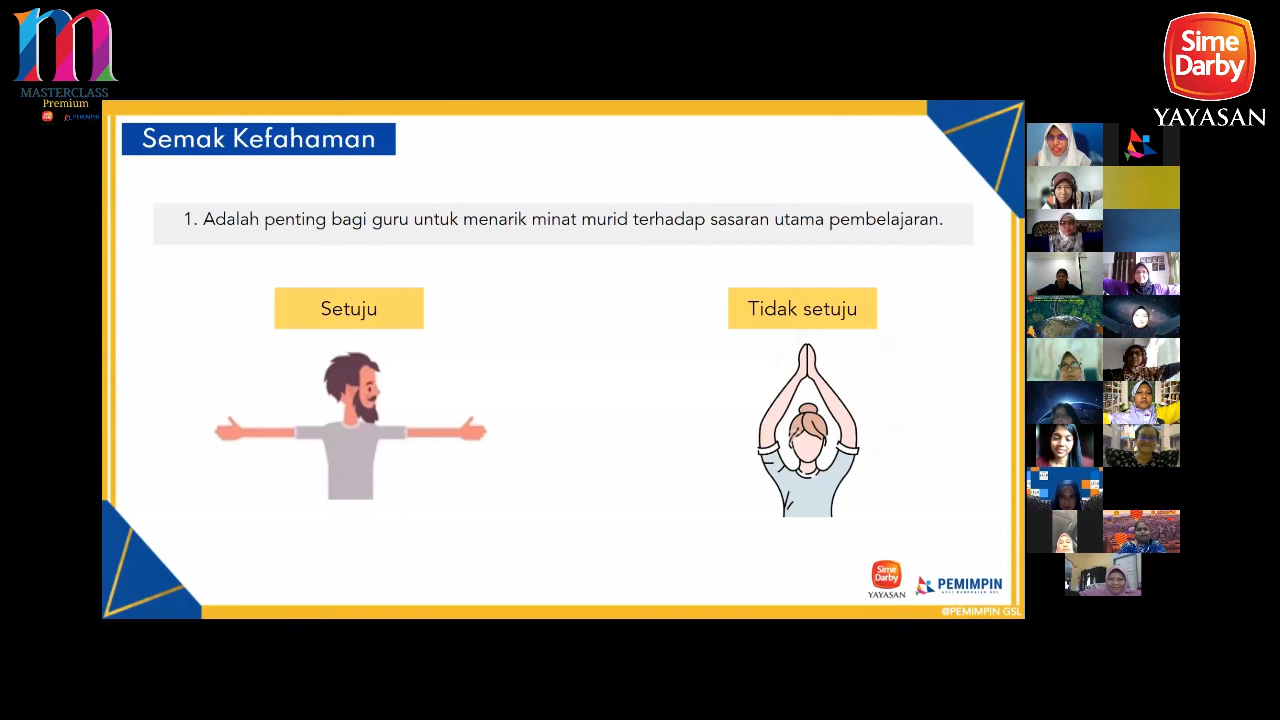 MASTERCLASS
Premium
PEMIMPIN
Sime
Darby
YAYASAN
Semak Kefahaman
1. Adalah penting bagi guru untuk menarik minat murid terhadap sasaran utama pembelajaran.
Setuju
Tidak setuju
Sime
Darby
YAYASAN
PEMIMPIN
@PEMIMPIN GSL